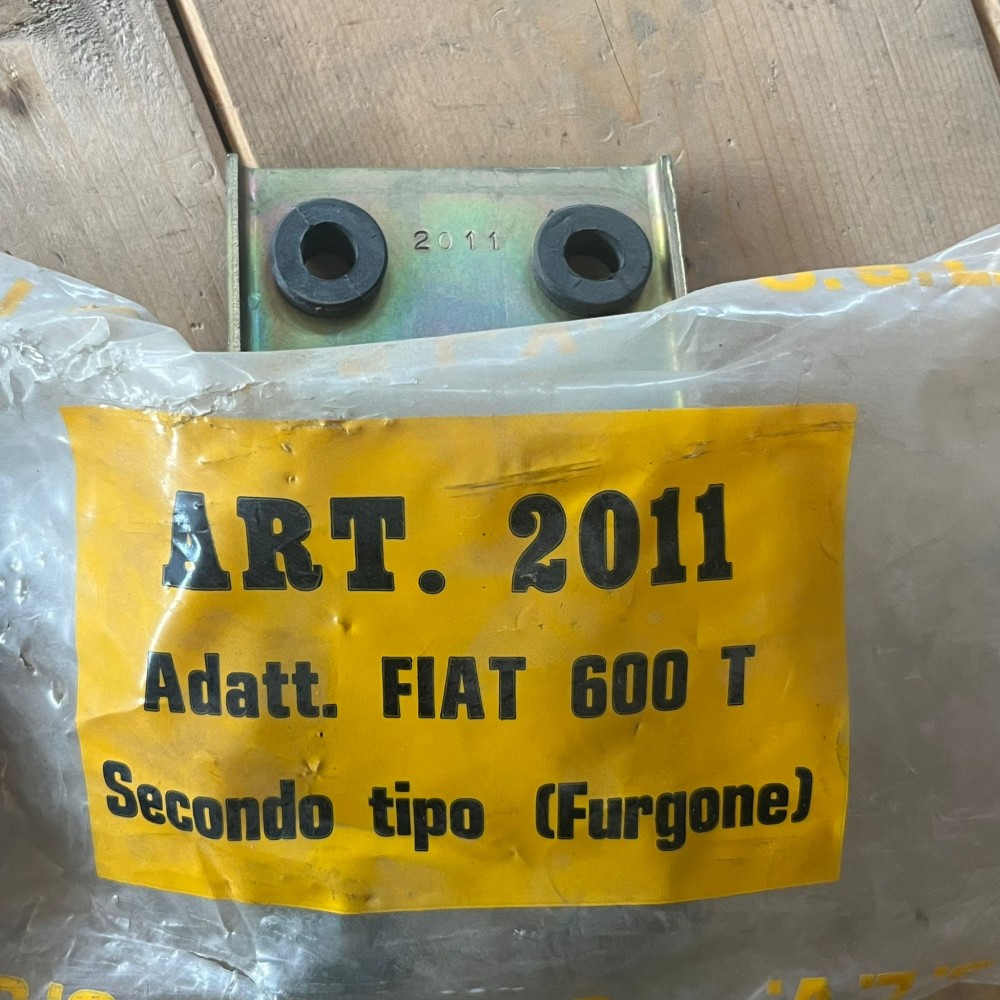 2011
ART. 2011
Adatt. FIAT 600 T
Secondo tipo (Furgone)